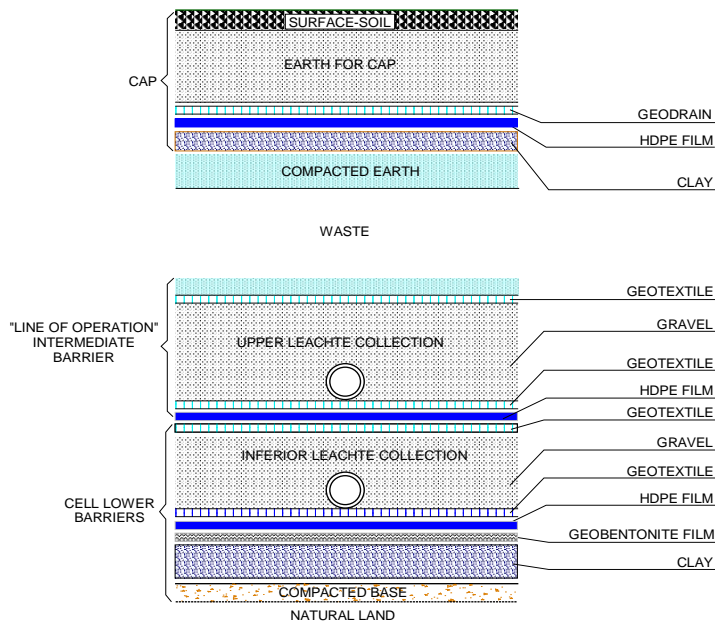 SURFACE-SOIL
EARTH FOR CAP
CAP
GEODRAIN
HDPE FILM
COMPACTED EARTH
CLAY
WASTE
GEOTEXTILE
"LINE OF OPERATION"
INTERMEDIATE
BARRIER
GRAVEL
UPPER LEACHTE COLLECTION
GEOTEXTILE
HDPE FILM
GEOTEXTILE
GRAVEL
INFERIOR LEACHTE COLLECTION
GEOTEXTILE
CELL LOWER
BARRIERS
HDPE FILM
GEOBENTONITE FILM
CLAY
COMPACTED BASE
NATURAL LAND